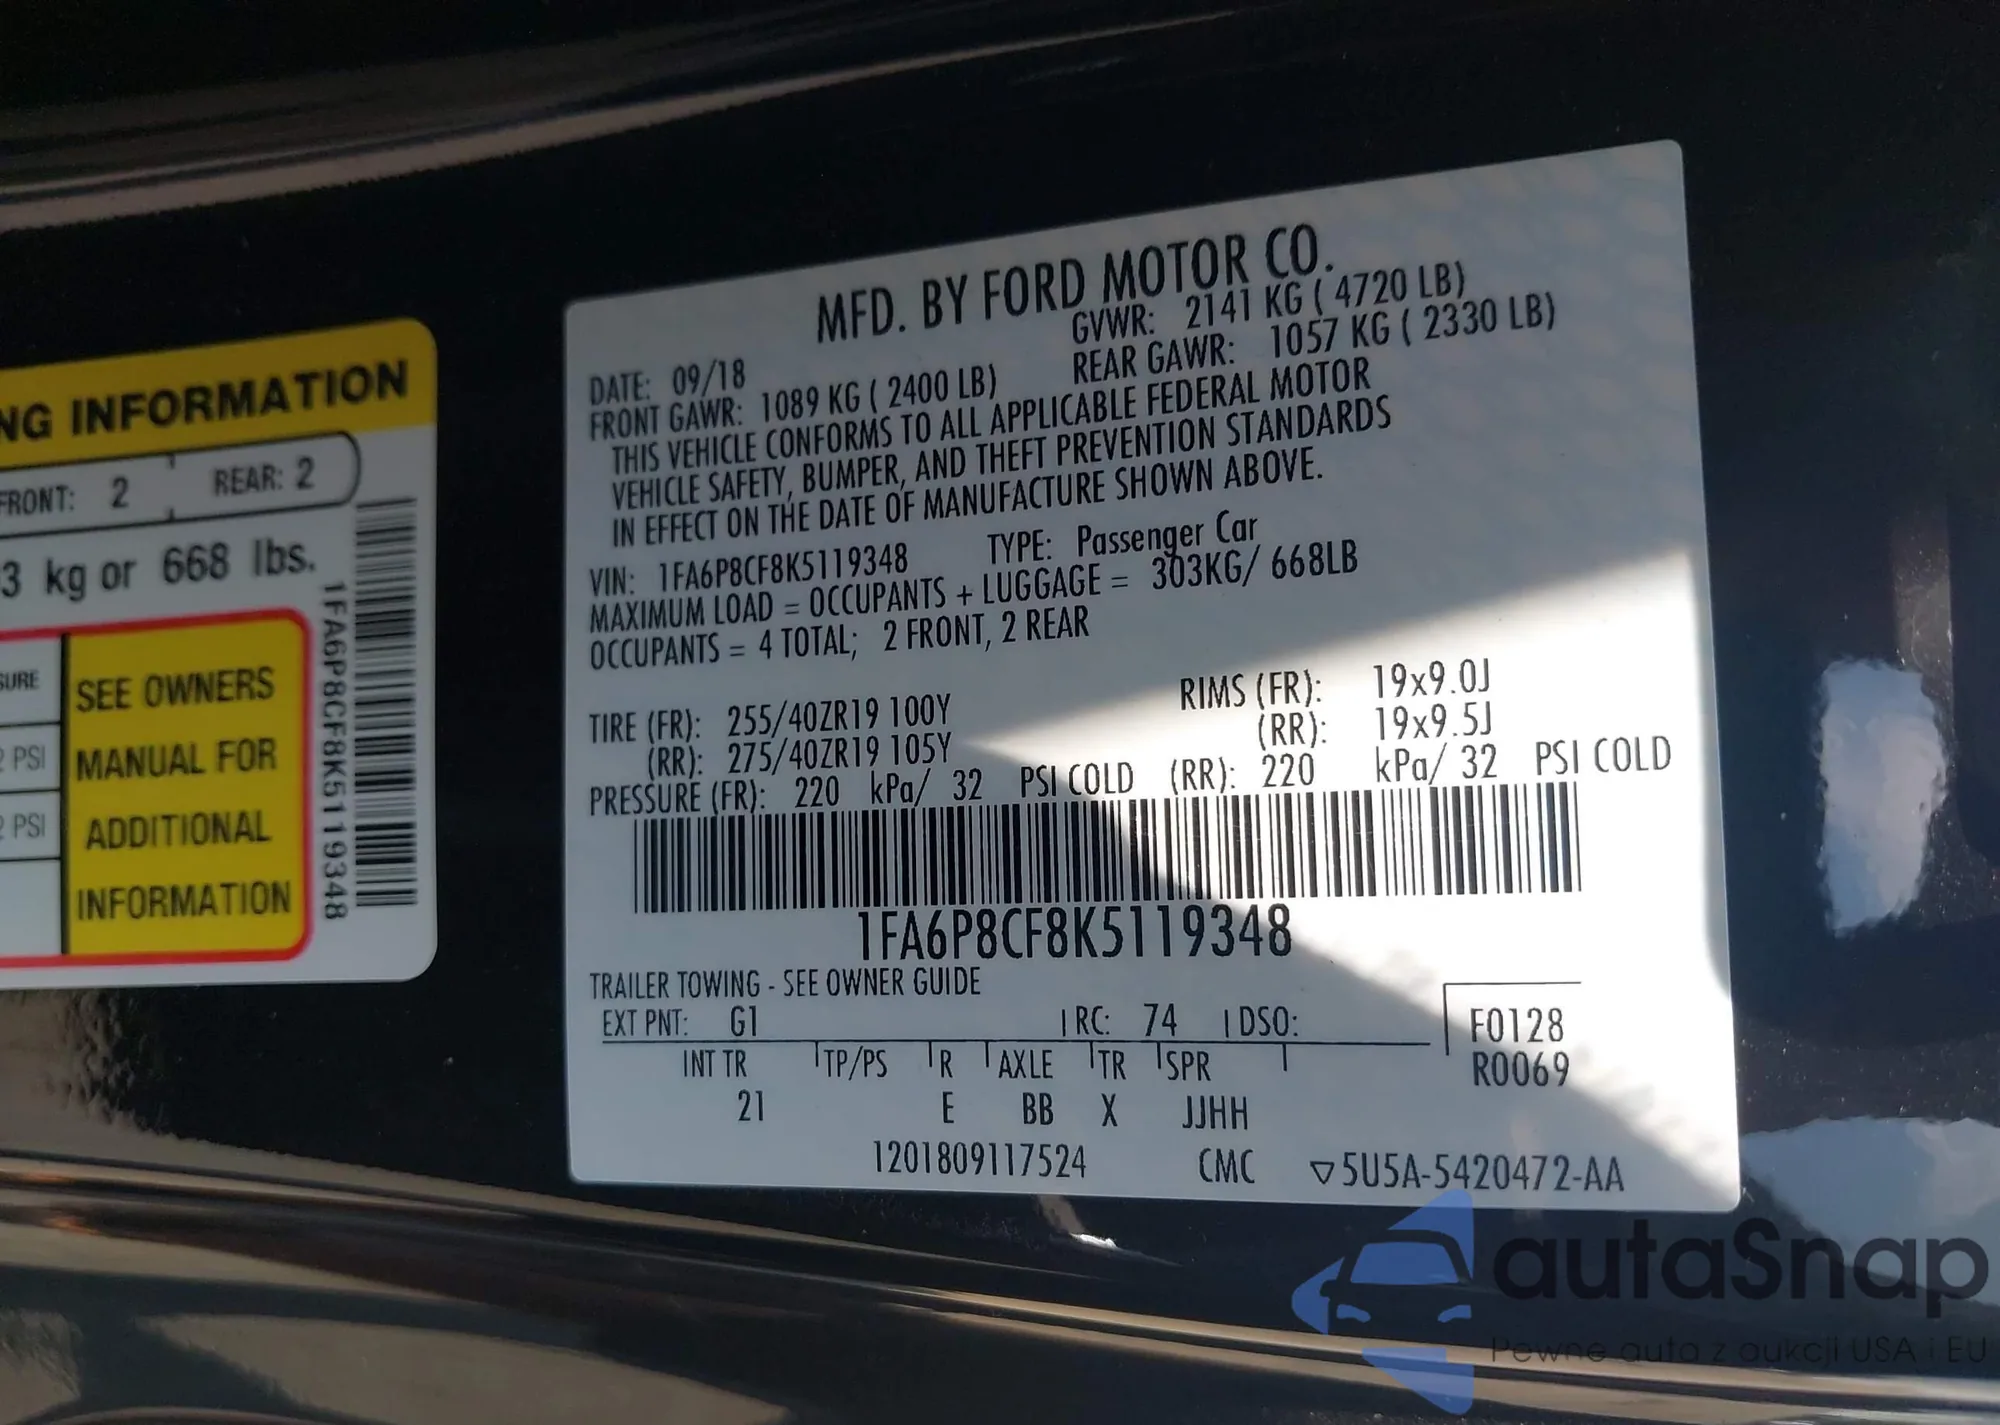 NG INFORMATION
FRONT: 2 REAR: 2
3 kg or 668 lbs.
SURE
SEE OWNERS
2 PSI
MANUAL FOR
2 PSI
ADDITIONAL
INFORMATION
1FA6P8CF8K5119348
MFD. BY FORD MOTOR CO.
DATE: 09/18 GVWR: 2141 KG ( 4720 LB)
FRONT GAWR: 1089 KG ( 2400 LB) REAR GAWR: 1057 KG ( 2330 LB)
THIS VEHICLE CONFORMS TO ALL APPLICABLE FEDERAL MOTOR
VEHICLE SAFETY, BUMPER, AND THEFT PREVENTION STANDARDS
IN EFFECT ON THE DATE OF MANUFACTURE SHOWN ABOVE.
VIN: 1FA6P8CF8K5119348 TYPE: Passenger Car
MAXIMUM LOAD = OCCUPANTS + LUGGAGE = 303KG/ 668LB
OCCUPANTS = 4 TOTAL; 2 FRONT, 2 REAR
TIRE (FR): 255/40ZR19 100Y RIMS (FR): 19x9.0J
(RR): 275/40ZR19 105Y (RR): 19x9.5J
PRESSURE (FR): 220 kPa/ 32 PSI COLD (RR): 220 kPa/ 32 PSI COLD
1FA6P8CF8K5119348
TRAILER TOWING - SEE OWNER GUIDE
EXT PNT: G1 RC: 74 DSO: F0128
INT TR TP/PS R AXLE TR SPR R0069
21 E BB X JJHH
1201809117524 CMC ▽5U5A-5420472-AA
autaSnap
Pewne auta z aukcji USA i EU